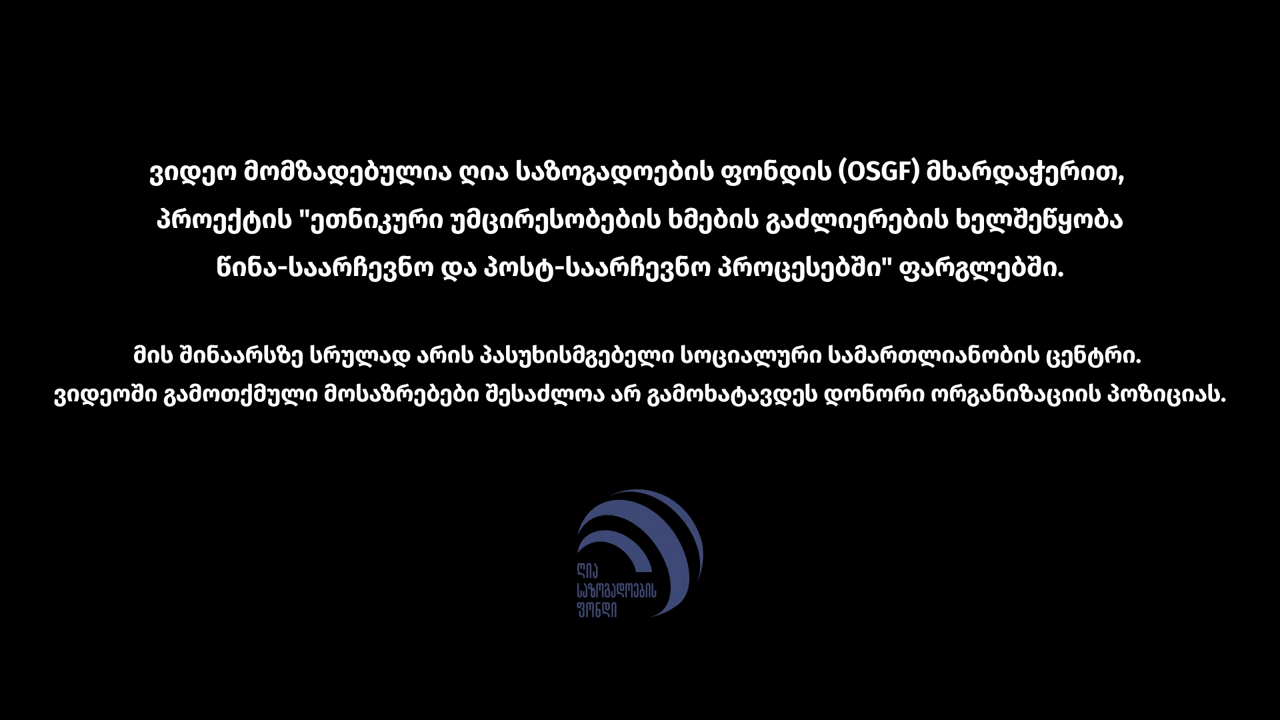 ვიდეო მომზადებულია ღია საზოგადოების ფონდის (OSGF) მხარდაჭერით,
პროექტის "ეთნიკური უმცირესობების ხმების გაძლიერების ხელშეწყობა
წინა-საარჩევნო და პოსტ-საარჩევნო პროცესებში" ფარგლებში.
მის შინაარსზე სრულად არის პასუხისმგებელი სოციალური სამართლიანობის ცენტრი.
ვიდეოში გამოთქმული მოსაზრებები შესაძლოა არ გამოხატავდეს დონორი ორგანიზაციის პოზიციას.
ღია
საზოგადოების
ფონდი